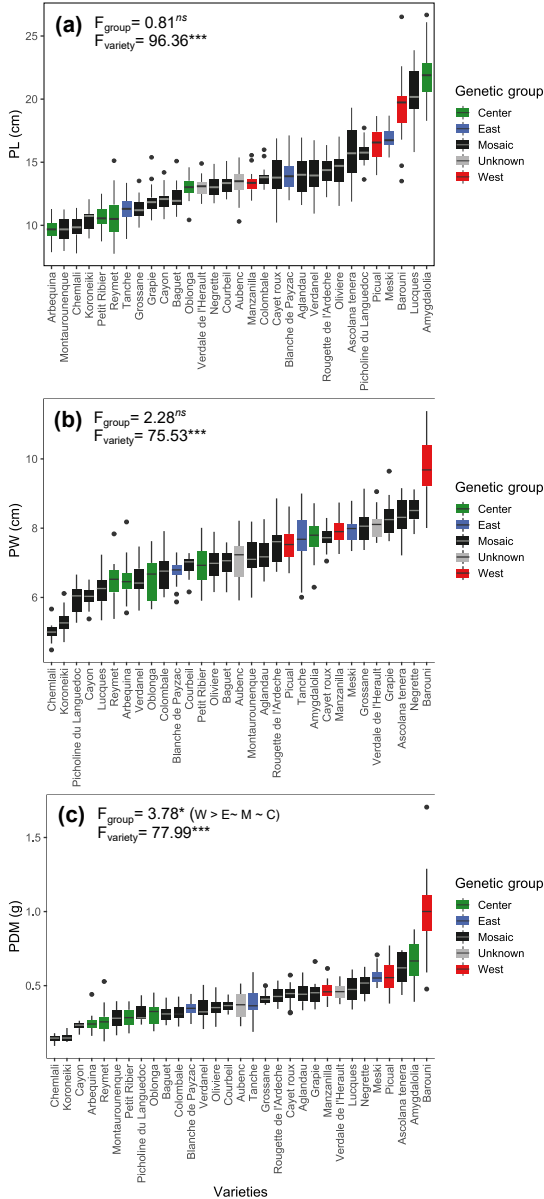 (a)
F group = 0.81 ns
F variety = 96.36***
PL (cm)
25
20
15
10
Arbequina
Montaurounenque
Chemlali
Koroneiki
Petit Ribier
Reymet
Tanche
Grossane
Grapie
Cayon
Baguet
Oblonga
Verdale de l'Herault
Negrette
Courbeil
Aubenc
Manzanilla
Colombale
Cayet roux
Blanche de Payzac
Aglandau
Verdanel
Rougette de l'Ardeche
Oliviere
Ascolana tenera
Picholine du Languedoc
Picual
Meski
Barouni
Lucques
Amygdalolia
Genetic group
Center
East
Mosaic
Unknown
West
(b)
F group = 2.28 ns
F variety = 75.53***
PW (cm)
10
8
6
Chemlali
Koroneiki
Picholine du Languedoc
Cayon
Lucques
Reymet
Arbequina
Verdanel
Oblonga
Colombale
Blanche de Payzac
Courbeil
Petit Ribier
Oliviere
Baguet
Aubenc
Montaurounenque
Aglandau
Rougette de l'Ardeche
Picual
Tanche
Amygdalolia
Cayet roux
Manzanilla
Meski
Grossane
Verdale de l'Herault
Grapie
Ascolana tenera
Negrette
Barouni
Genetic group
Center
East
Mosaic
Unknown
West
(c)
F group = 3.78* (W > E~ M ~ C)
F variety = 77.99***
PDM (g)
1.5
1.0
0.5
Chemlali
Koroneiki
Cayon
Arbequina
Reymet
Montaurounenque
Petit Ribier
Picholine du Languedoc
Oblonga
Baguet
Colombale
Blanche de Payzac
Verdanel
Oliviere
Courbeil
Aubenc
Tanche
Grossane
Rougette de l'Ardeche
Cayet roux
Aglandau
Grapie
Manzanilla
Verdale de l'Herault
Lucques
Negrette
Meski
Picual
Ascolana tenera
Amygdalolia
Barouni
Genetic group
Center
East
Mosaic
Unknown
West
Varieties